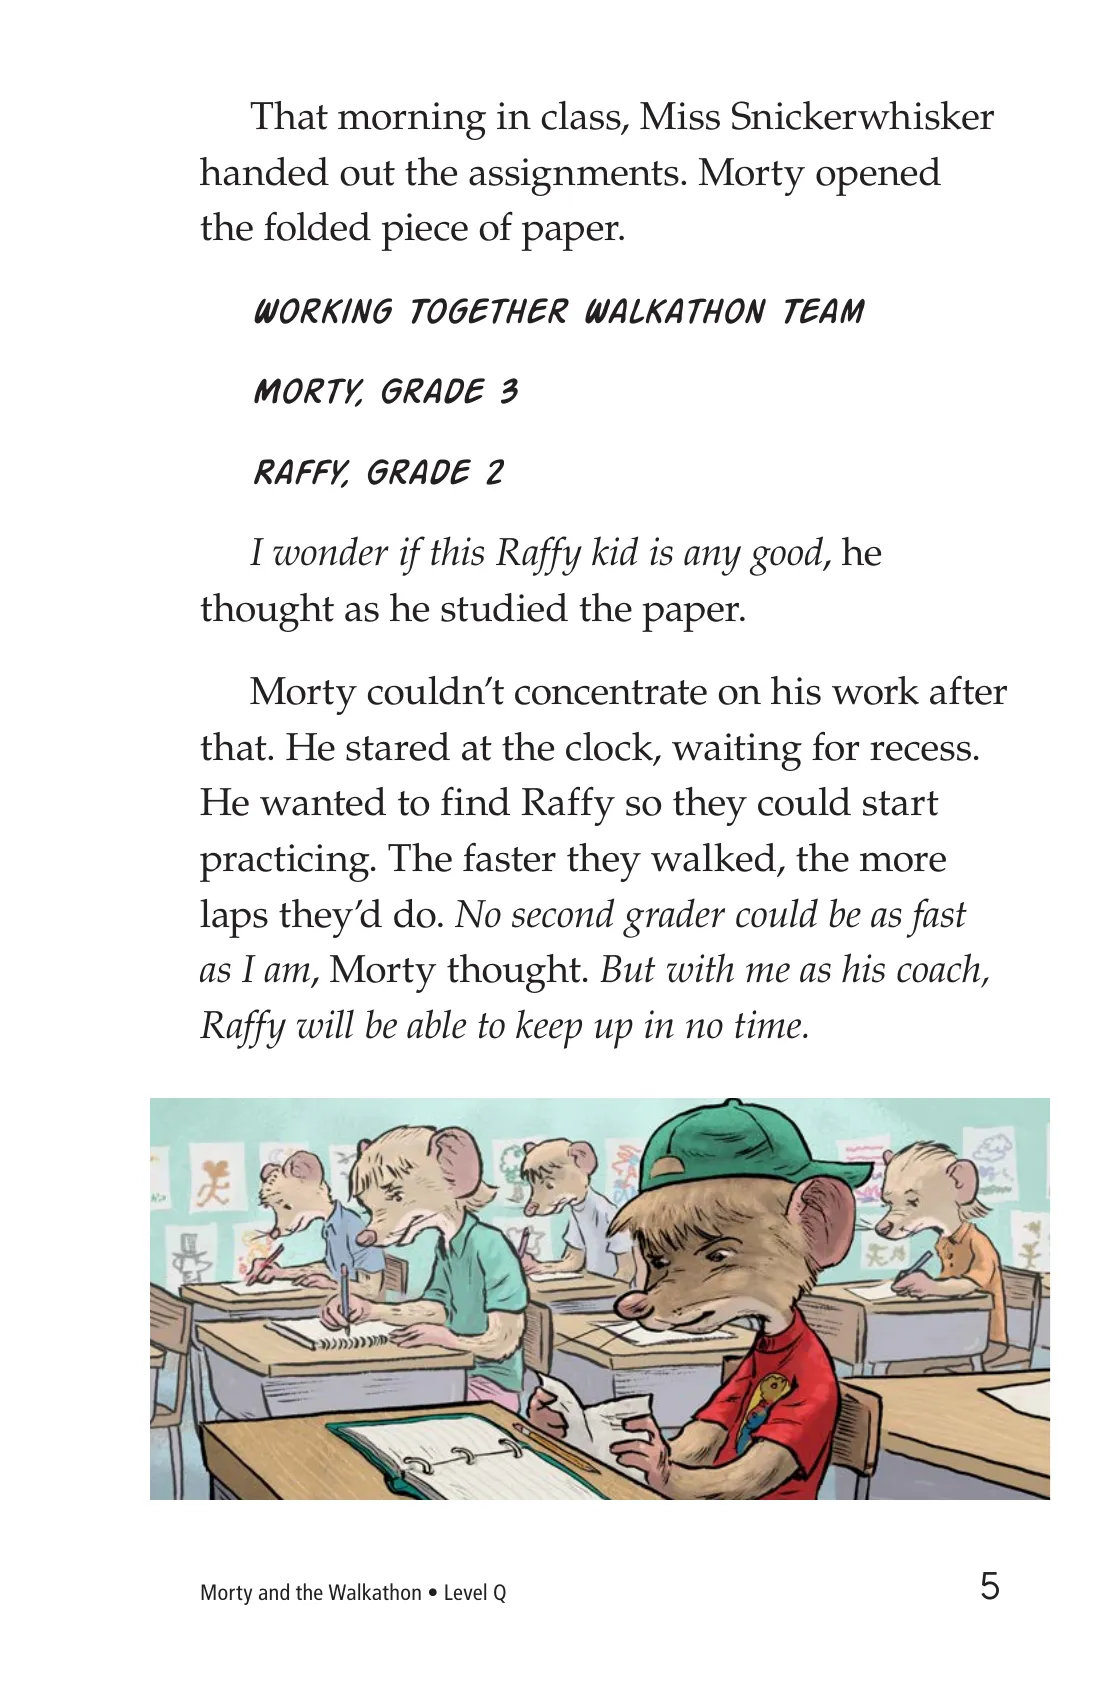 That morning in class, Miss Snickerwhisker
handed out the assignments. Morty opened
the folded piece of paper.
WORKING TOGETHER WALKATHON TEAM
MORTY, GRADE 3
RAFFY, GRADE 2
I wonder if this Raffy kid is any good, he
thought as he studied the paper.
Morty couldn’t concentrate on his work after
that. He stared at the clock, waiting for recess.
He wanted to find Raffy so they could start
practicing. The faster they walked, the more
laps they’d do. No second grader could be as fast
as I am, Morty thought. But with me as his coach,
Raffy will be able to keep up in no time.
Morty and the Walkathon • Level Q
5